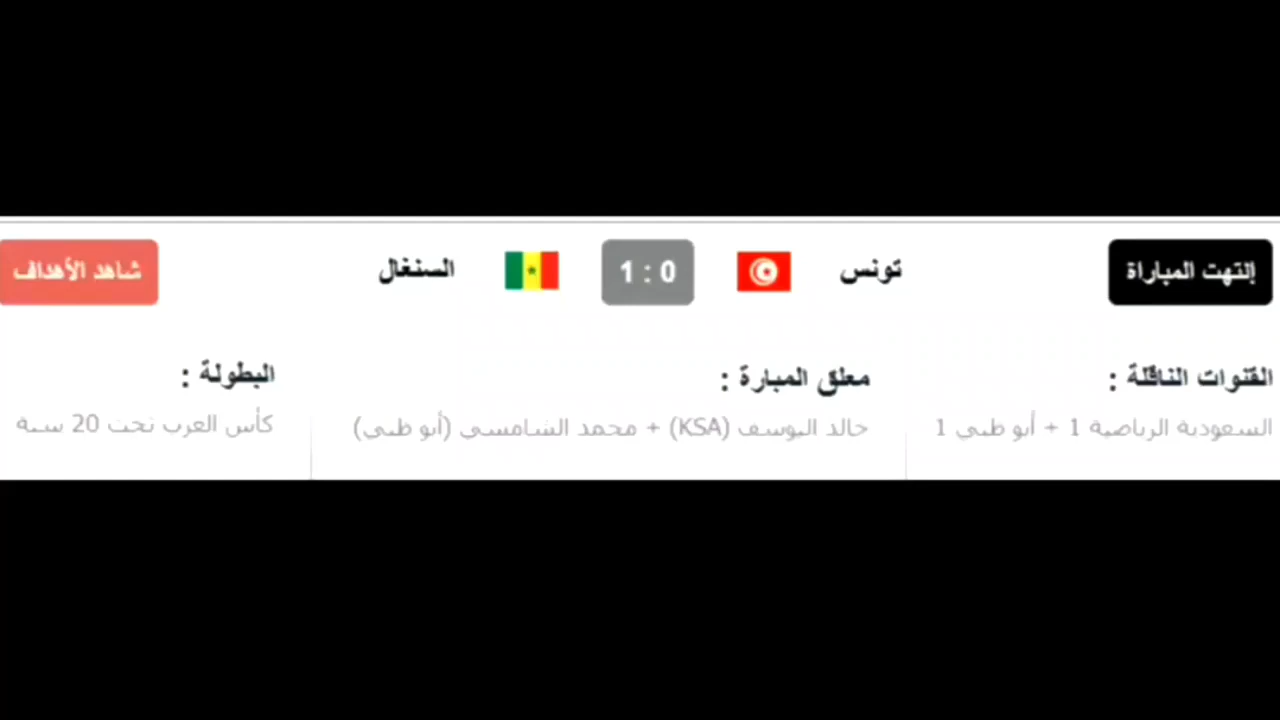 إنتهت المباراة
تونس
1 : 0
السنغال
شاهد الأهداف
القنوات الناقلة :
السعودية الرياضية 1 + أبو ظبي 1
معلق المبارة :
خالد اليوسف (KSA) + محمد الشامسي (أبو ظبي)
البطولة :
كأس العرب تحت 20 سنة